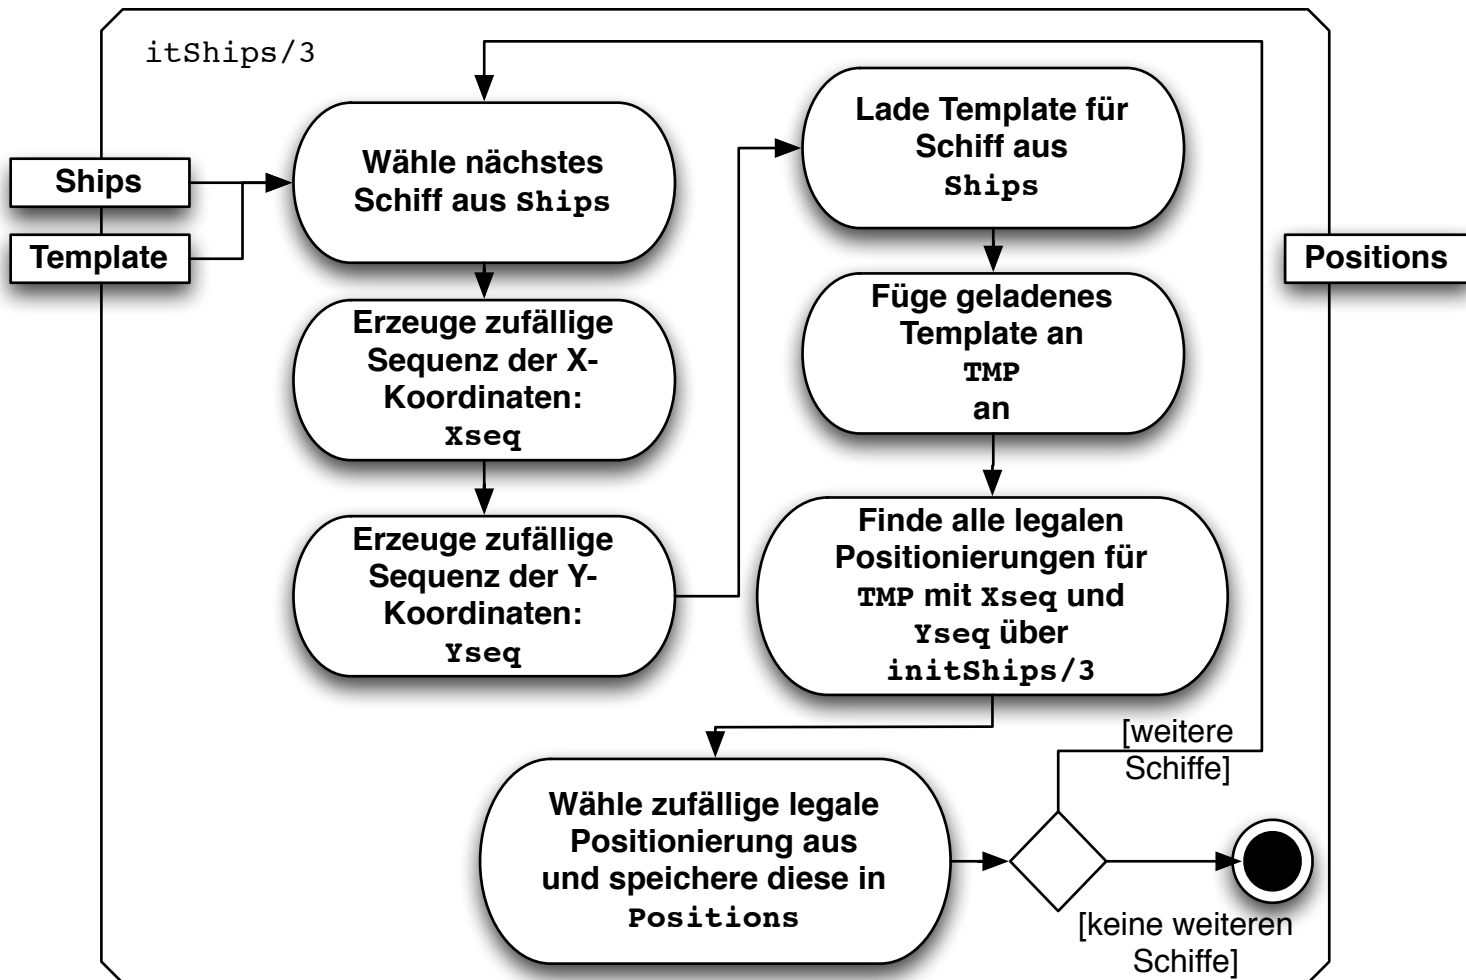 itShips/3
Ships
Template
Wähle nächstes
Schiff aus Ships
Erzeuge zufällige
Sequenz der X-
Koordinaten:
Xseq
Erzeuge zufällige
Sequenz der Y-
Koordinaten:
Yseq
Lade Template für
Schiff aus
Ships
Füge geladenes
Template an
TMP
an
Finde alle legalen
Positionierungen für
TMP mit Xseq und
Yseq über
initShips/3
Wähle zufällige legale
Positionierung aus
und speichere diese in
Positions
[weitere
Schiffe]
[keine weiteren
Schiffe]
Positions